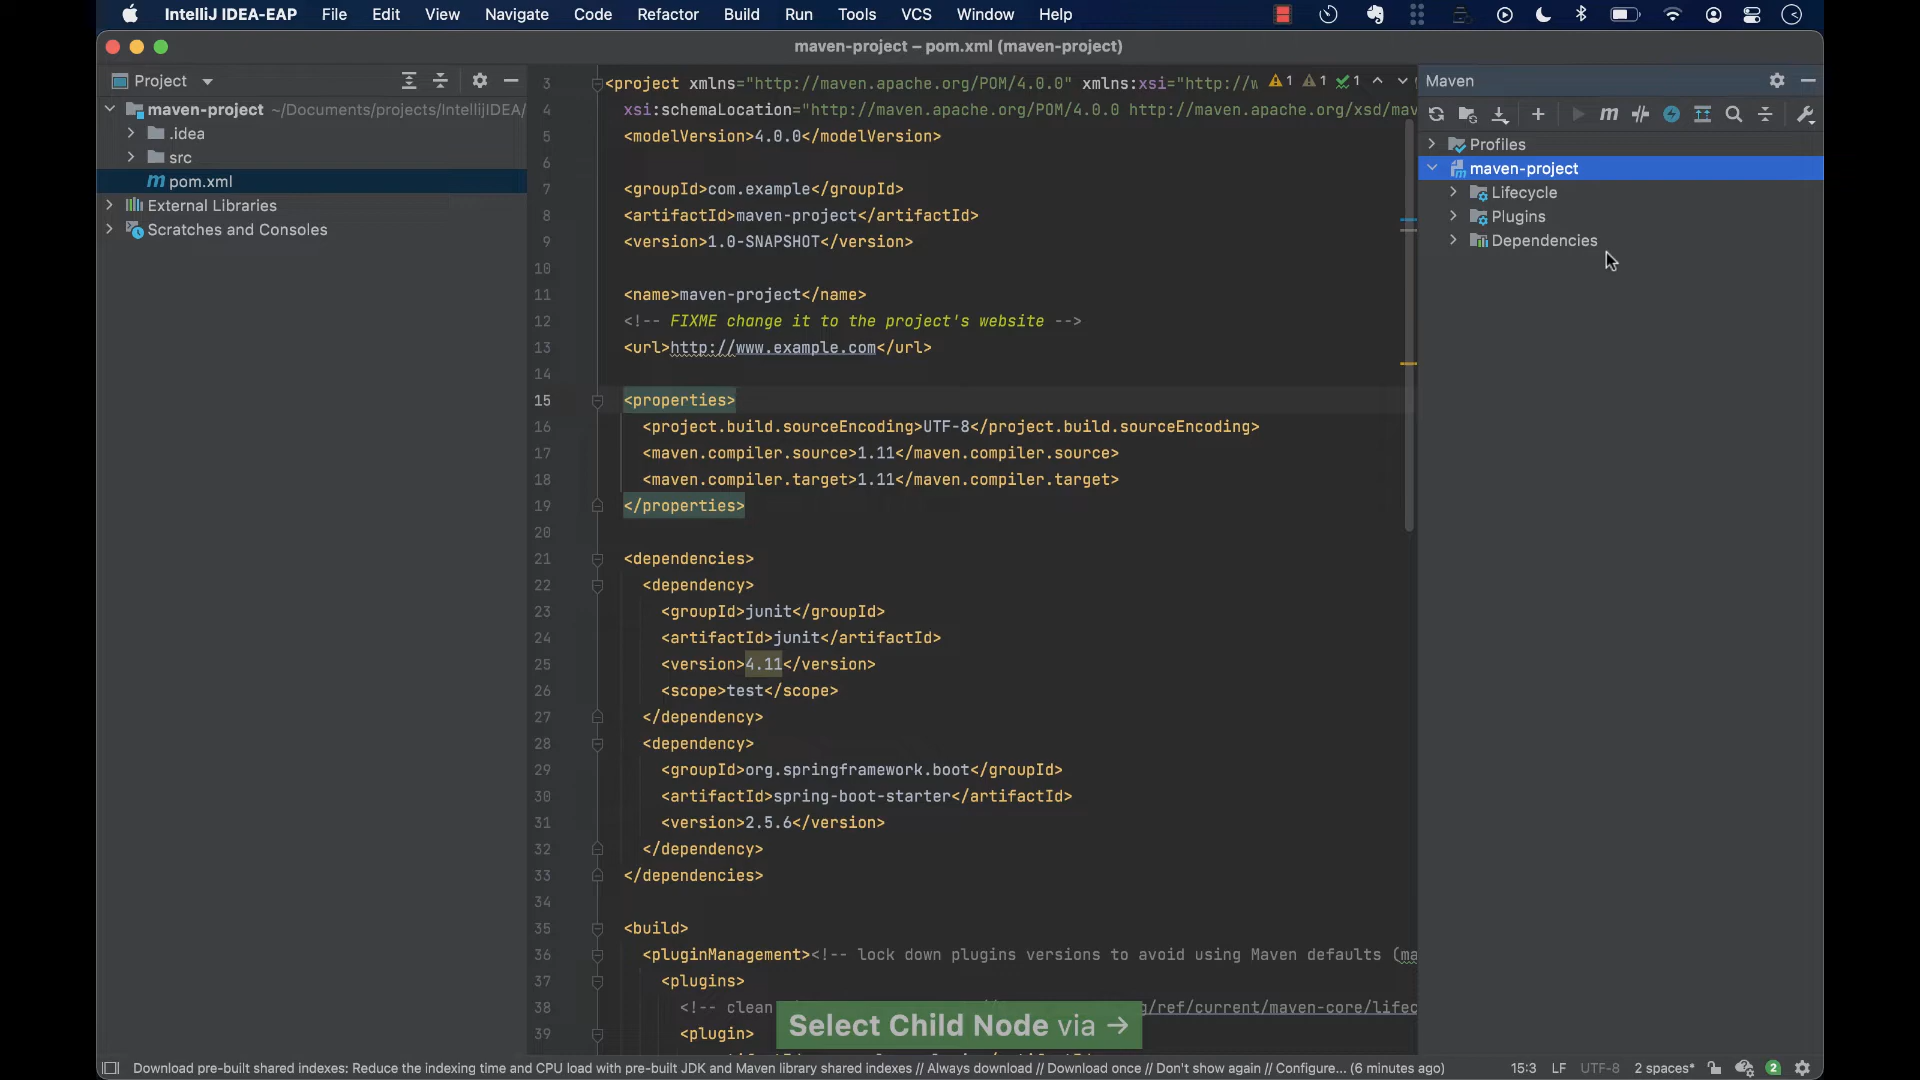 IntelliJ IDEA-EAP File Edit View Navigate Code Refactor Build Run Tools VCS Window Help
maven-project – pom.xml (maven-project)
Project
maven-project ~/Documents/projects/IntellijIDEA/
.idea
src
pom.xml
External Libraries
Scratches and Consoles
3 <project xmlns="http://maven.apache.org/POM/4.0.0" xmlns:xsi="http://w 1 1 1
4 xsi:schemaLocation="http://maven.apache.org/POM/4.0.0 http://maven.apache.org/xsd/mav
5 <modelVersion>4.0.0</modelVersion>
6
7 <groupId>com.example</groupId>
8 <artifactId>maven-project</artifactId>
9 <version>1.0-SNAPSHOT</version>
10
11 <name>maven-project</name>
12 <!-- FIXME change it to the project's website -->
13 <url>http://www.example.com</url>
14
15 <properties>
16 <project.build.sourceEncoding>UTF-8</project.build.sourceEncoding>
17 <maven.compiler.source>1.11</maven.compiler.source>
18 <maven.compiler.target>1.11</maven.compiler.target>
19 </properties>
20
21 <dependencies>
22 <dependency>
23 <groupId>junit</groupId>
24 <artifactId>junit</artifactId>
25 <version>4.11</version>
26 <scope>test</scope>
27 </dependency>
28 <dependency>
29 <groupId>org.springframework.boot</groupId>
30 <artifactId>spring-boot-starter</artifactId>
31 <version>2.5.6</version>
32 </dependency>
33 </dependencies>
34
35 <build>
36 <pluginManagement><!-- lock down plugins versions to avoid using Maven defaults (ma
37 <plugins>
38 <!-- clean g/ref/current/maven-core/lifec
39 <plugin>
Select Child Node via →
Maven
Profiles
maven-project
Lifecycle
Plugins
Dependencies
Download pre-built shared indexes: Reduce the indexing time and CPU load with pre-built JDK and Maven library shared indexes // Always download // Download once // Don't show again // Configure... (6 minutes ago) 15:3 LF UTF-8 2 spaces* 2